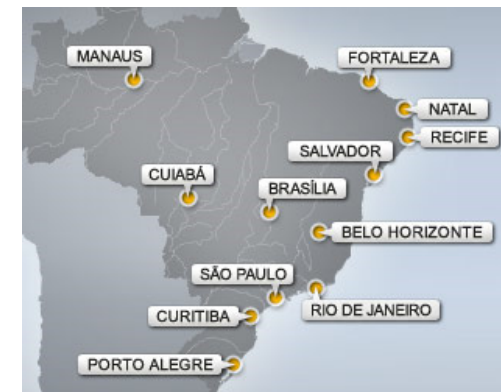 MANAUS
FORTALEZA
NATAL
RECIFE
SALVADOR
CUIABÁ
BRASÍLIA
BELO HORIZONTE
SÃO PAULO
RIO DE JANEIRO
CURITIBA
PORTO ALEGRE